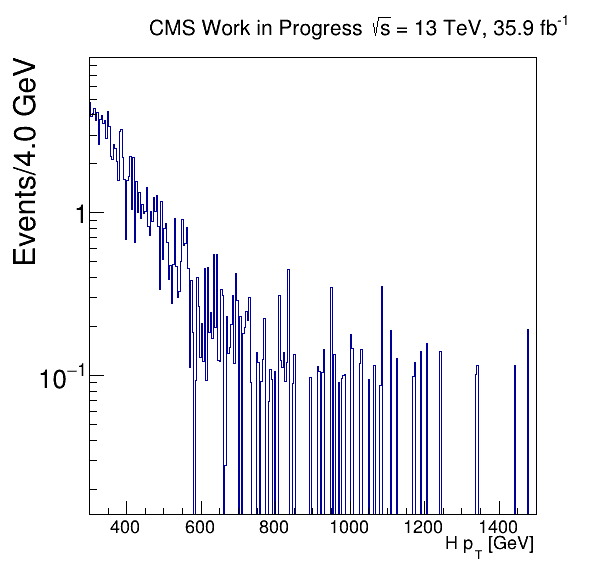 CMS Work in Progress √s = 13 TeV, 35.9 fb⁻¹
Events/4.0 GeV
1
10⁻¹
400 600 800 1000 1200 1400
H p_T [GeV]